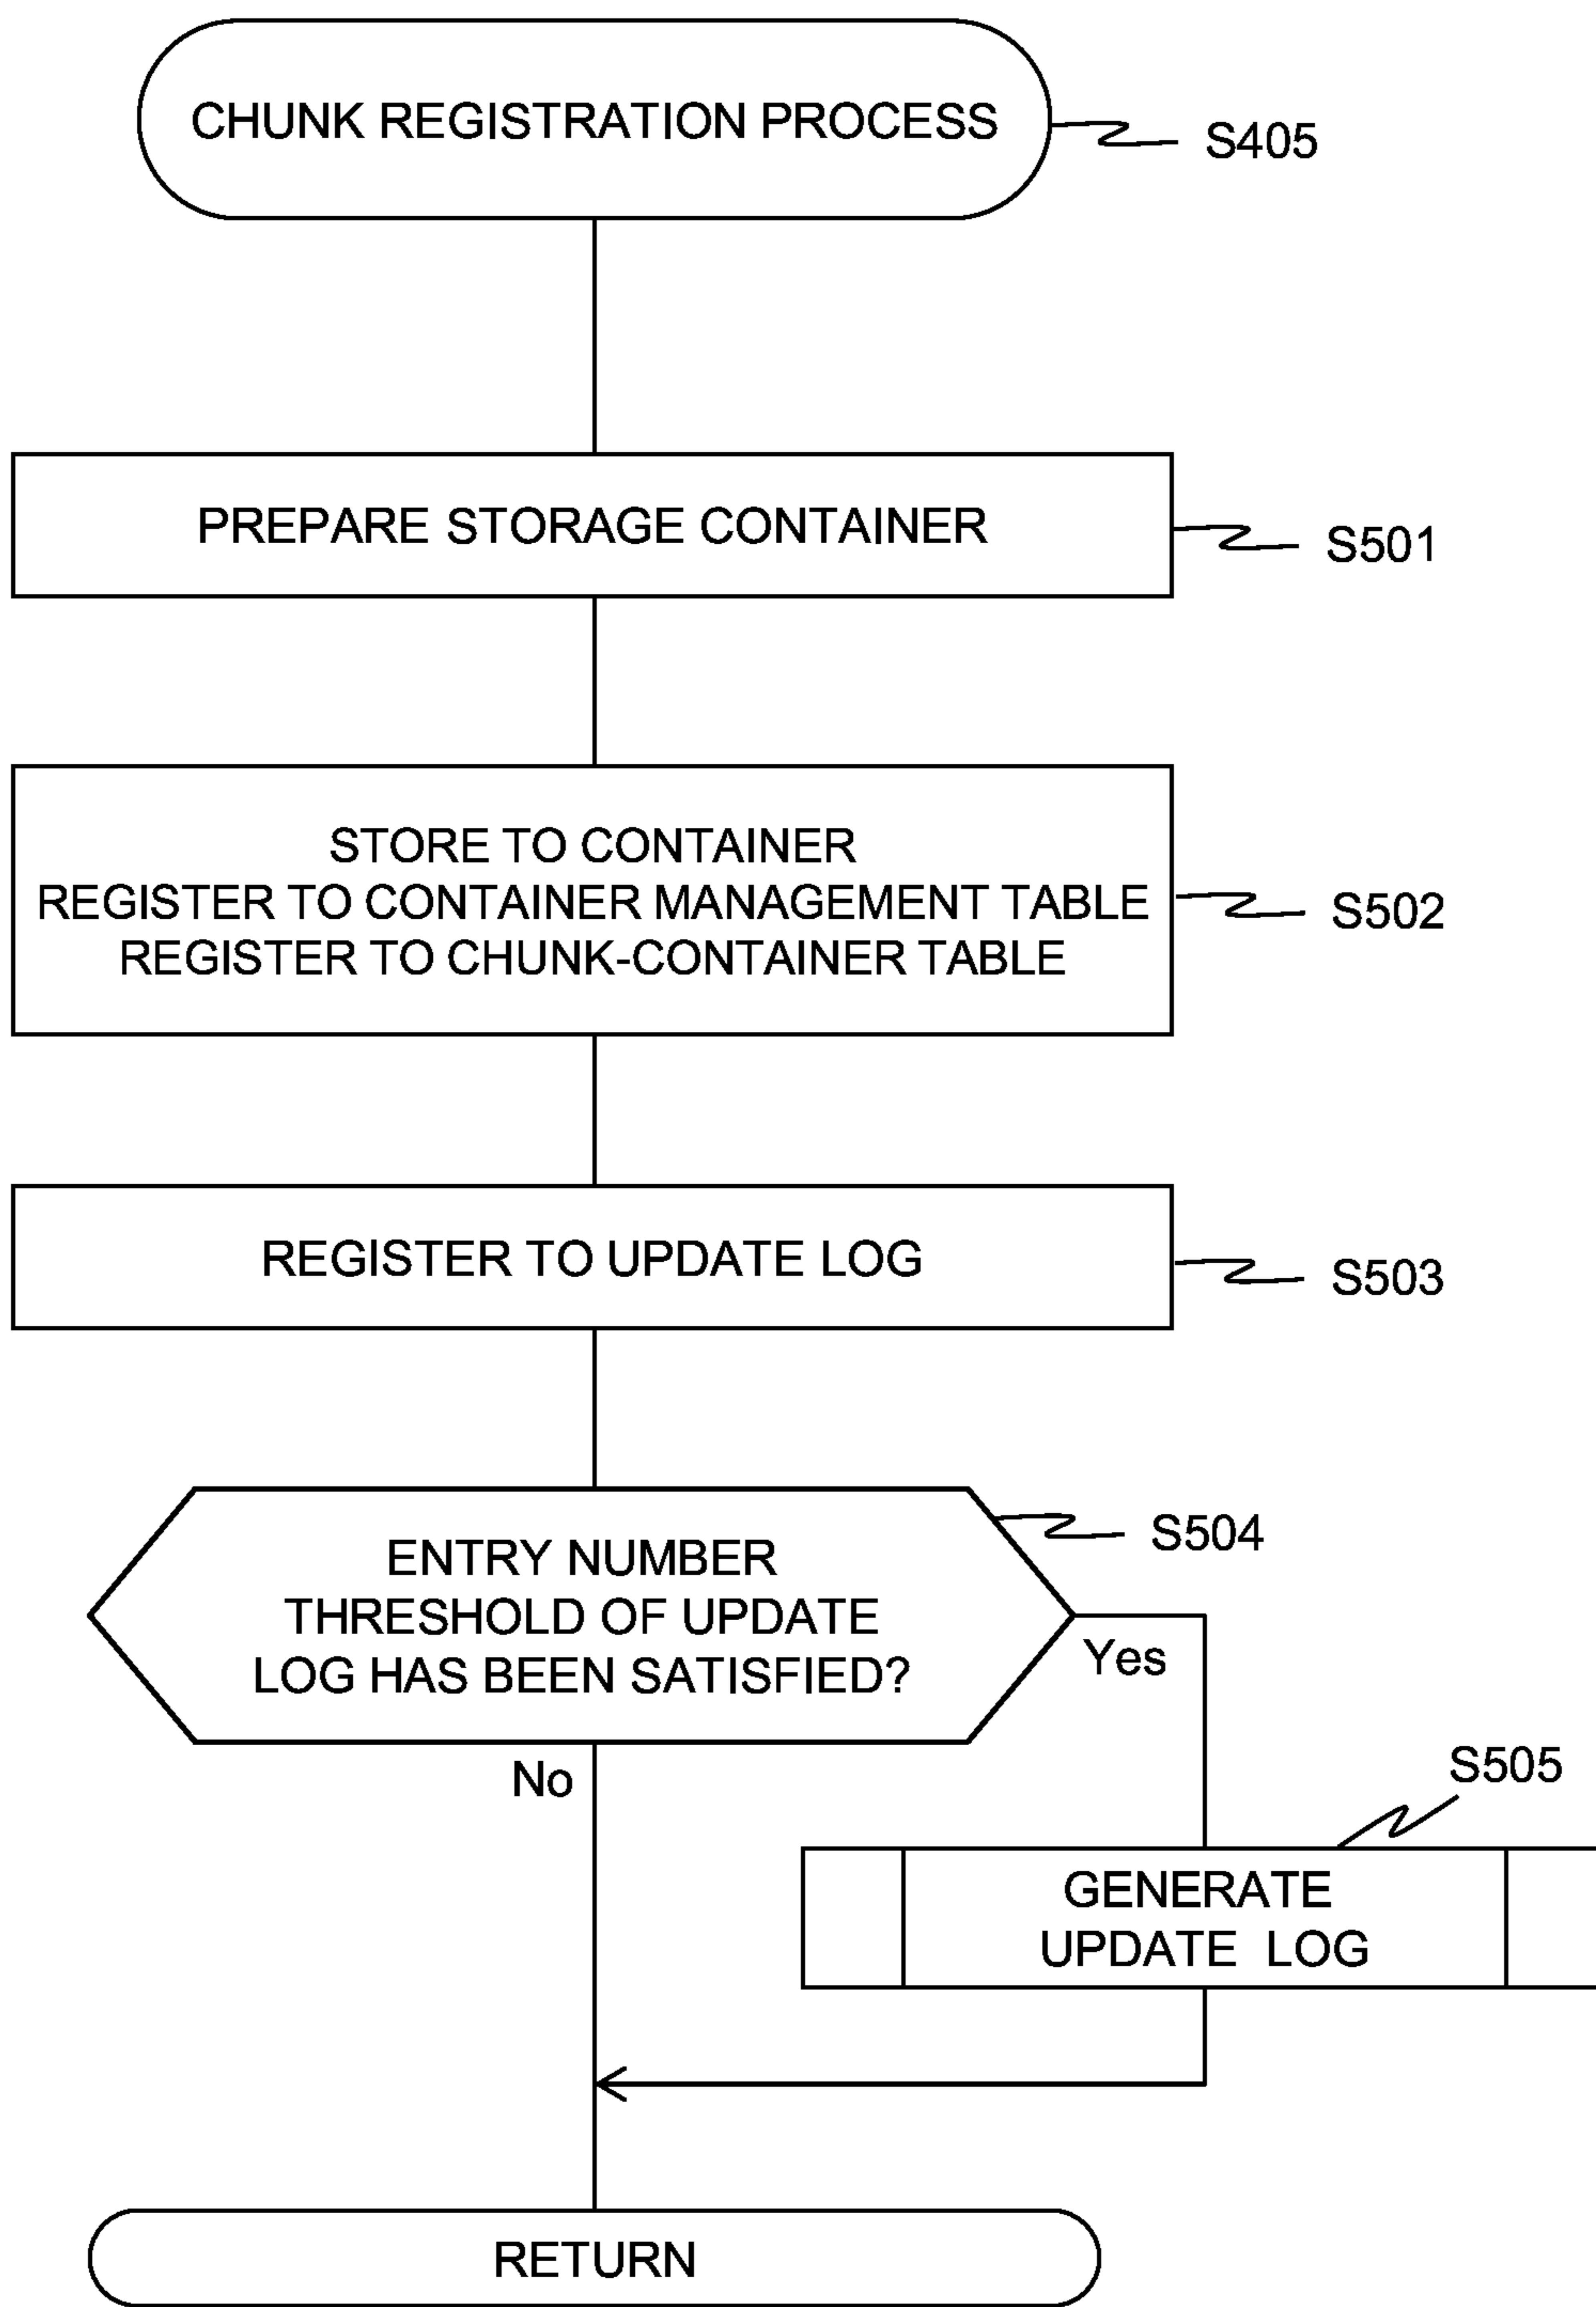 CHUNK REGISTRATION PROCESS
S405
PREPARE STORAGE CONTAINER
S501
STORE TO CONTAINER
REGISTER TO CONTAINER MANAGEMENT TABLE
REGISTER TO CHUNK-CONTAINER TABLE
S502
REGISTER TO UPDATE LOG
S503
ENTRY NUMBER
THRESHOLD OF UPDATE
LOG HAS BEEN SATISFIED?
S504
Yes
No
S505
GENERATE
UPDATE LOG
RETURN